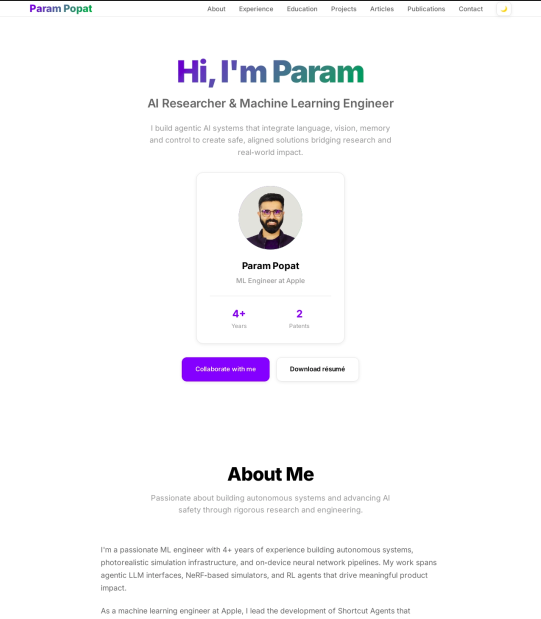 Param Popat
About Experience Education Projects Articles Publications Contact
Hi, I'm Param
AI Researcher & Machine Learning Engineer
I build agentic AI systems that integrate language, vision, memory
and control to create safe, aligned solutions bridging research and
real-world impact.
Param Popat
ML Engineer at Apple
4+ 2
Years Patents
Collaborate with me Download résumé
About Me
Passionate about building autonomous systems and advancing AI
safety through rigorous research and engineering.
I'm a passionate ML engineer with 4+ years of experience building autonomous systems,
photorealistic simulation infrastructure, and on-device neural network pipelines. My work spans
agentic LLM interfaces, NeRF-based simulators, and RL agents that drive meaningful product
impact.
As a machine learning engineer at Apple, I lead the development of Shortcut Agents that